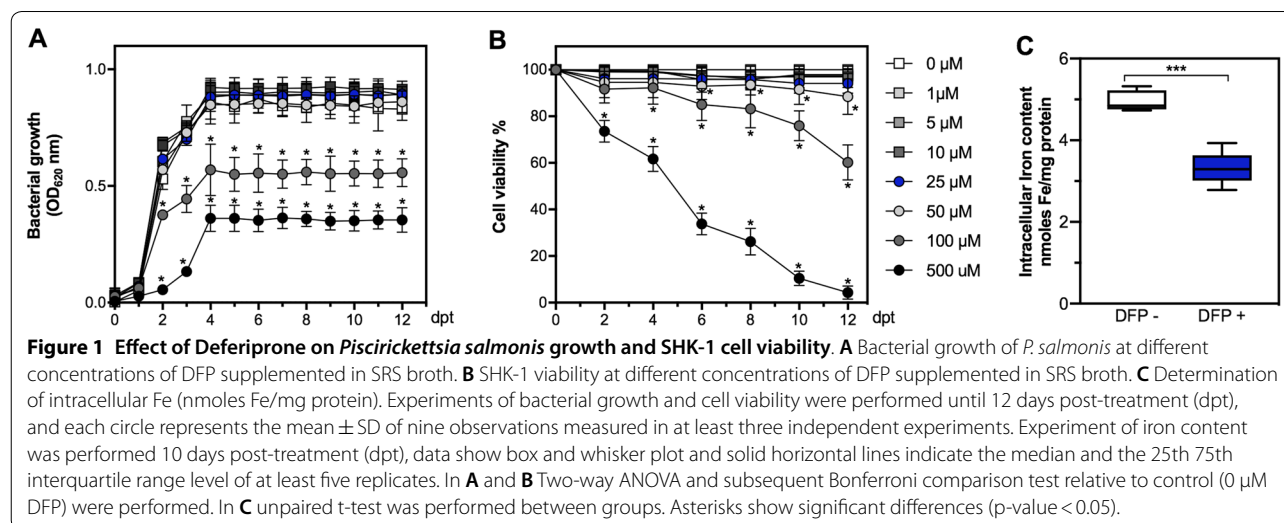 A
Bacterial growth
(OD620 nm)
1.0
0.5
0.0
* * * * * * * * *
* *
* * * * * * * * *
* *
0 2 4 6 8 10 12 dpt
B
Cell viability %
100
80
60
40
20
0
* * * *
* * * *
* * * * * *
0 2 4 6 8 10 12 dpt
0 µM
1µM
5 µM
10 µM
25 µM
50 µM
100 µM
500 uM
C
Intracellular Iron content
nmoles Fe/mg protein
6
4
2
0
***
DFP - DFP +
Figure 1 Effect of Deferiprone on Piscirickettsia salmonis growth and SHK-1 cell viability. A Bacterial growth of P. salmonis at different
concentrations of DFP supplemented in SRS broth. B SHK-1 viability at different concentrations of DFP supplemented in SRS broth. C Determination
of intracellular Fe (nmoles Fe/mg protein). Experiments of bacterial growth and cell viability were performed until 12 days post-treatment (dpt),
and each circle represents the mean ± SD of nine observations measured in at least three independent experiments. Experiment of iron content
was performed 10 days post-treatment (dpt), data show box and whisker plot and solid horizontal lines indicate the median and the 25th 75th
interquartile range level of at least five replicates. In A and B Two-way ANOVA and subsequent Bonferroni comparison test relative to control (0 µM
DFP) were performed. In C unpaired t-test was performed between groups. Asterisks show significant differences (p-value < 0.05).